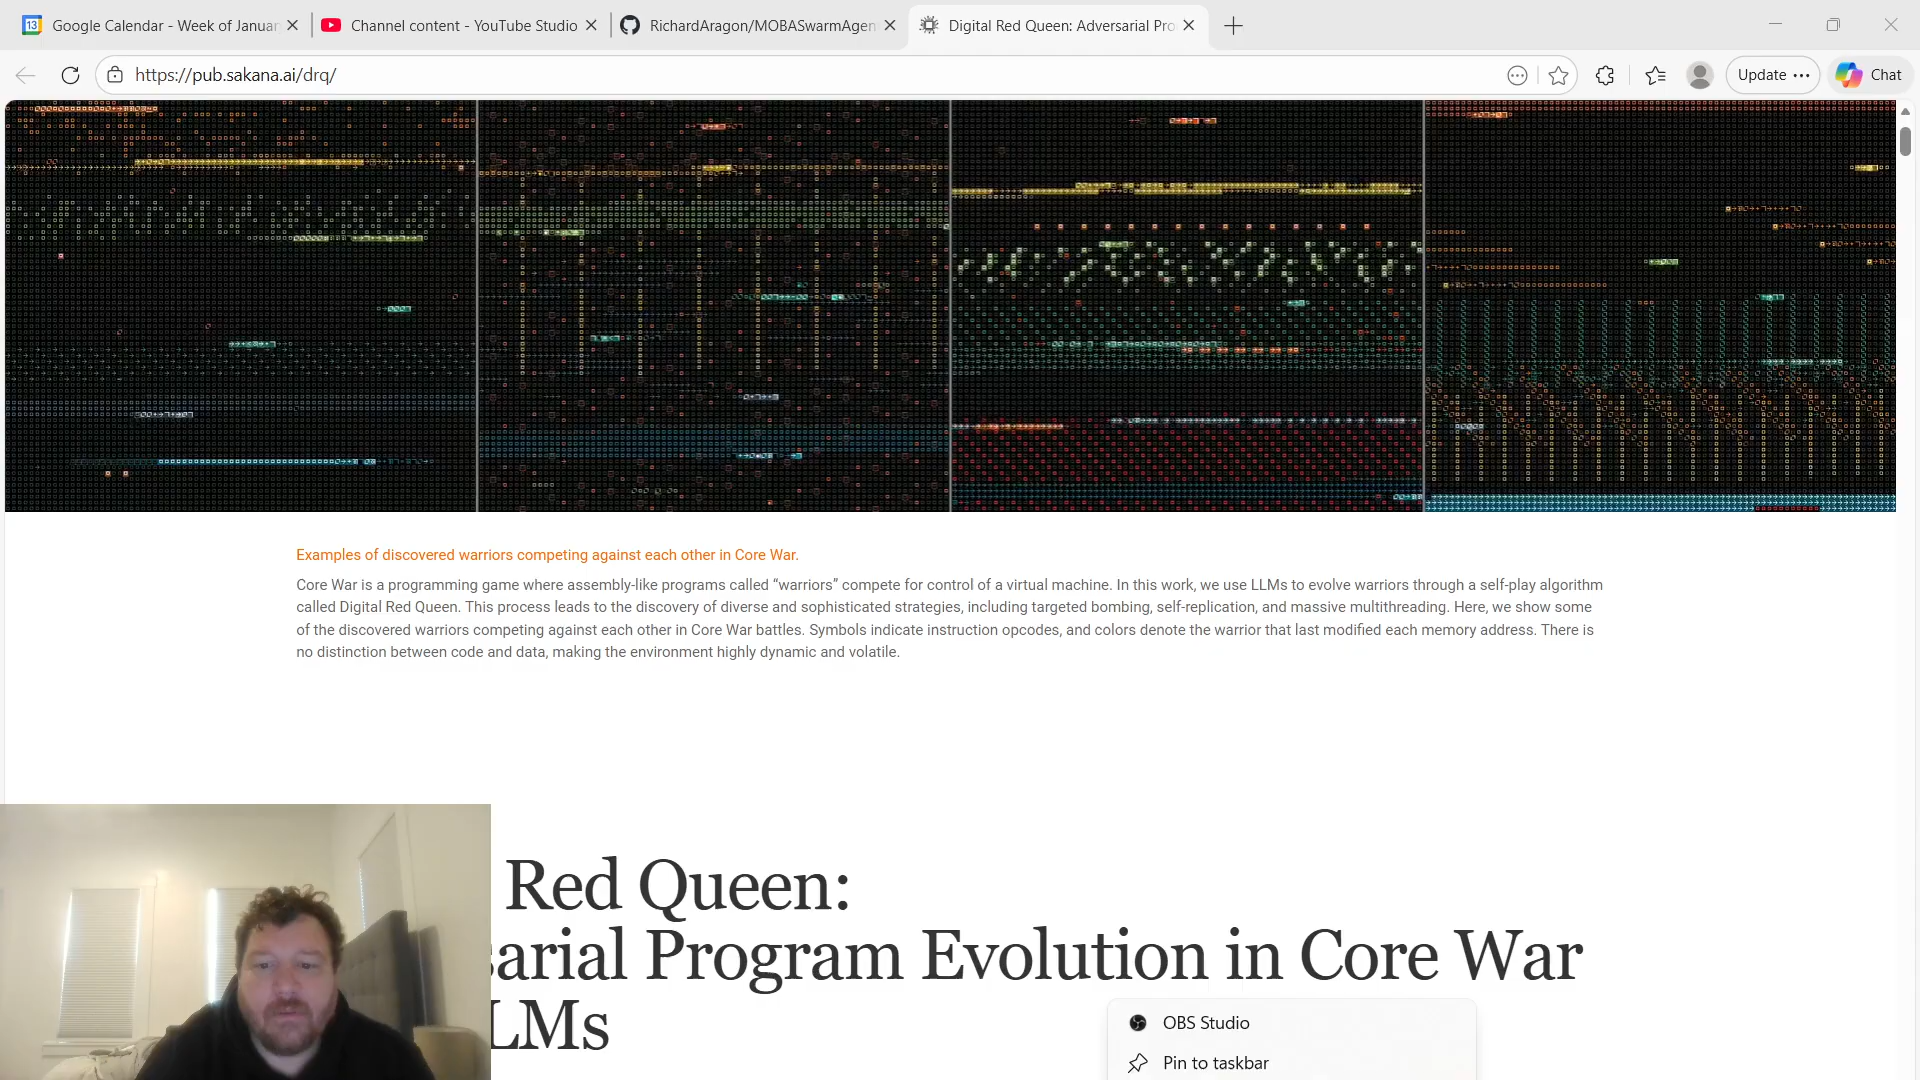 Google Calendar - Week of Januar
Channel content - YouTube Studio
RichardAragon/MOBASwarmAgen
Digital Red Queen: Adversarial Pro
https://pub.sakana.ai/drq/
Update
Chat
Examples of discovered warriors competing against each other in Core War.
Core War is a programming game where assembly-like programs called “warriors” compete for control of a virtual machine. In this work, we use LLMs to evolve warriors through a self-play algorithm
called Digital Red Queen. This process leads to the discovery of diverse and sophisticated strategies, including targeted bombing, self-replication, and massive multithreading. Here, we show some
of the discovered warriors competing against each other in Core War battles. Symbols indicate instruction opcodes, and colors denote the warrior that last modified each memory address. There is
no distinction between code and data, making the environment highly dynamic and volatile.
Red Queen:
sarial Program Evolution in Core War
LMs
OBS Studio
Pin to taskbar